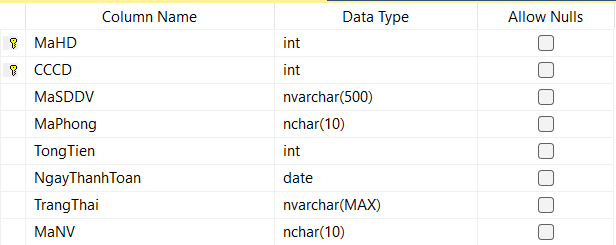 Column Name Data Type Allow Nulls
MaHD int
CCCD int
MaSDDV nvarchar(500)
MaPhong nchar(10)
TongTien int
NgayThanhToan date
TrangThai nvarchar(MAX)
MaNV nchar(10)